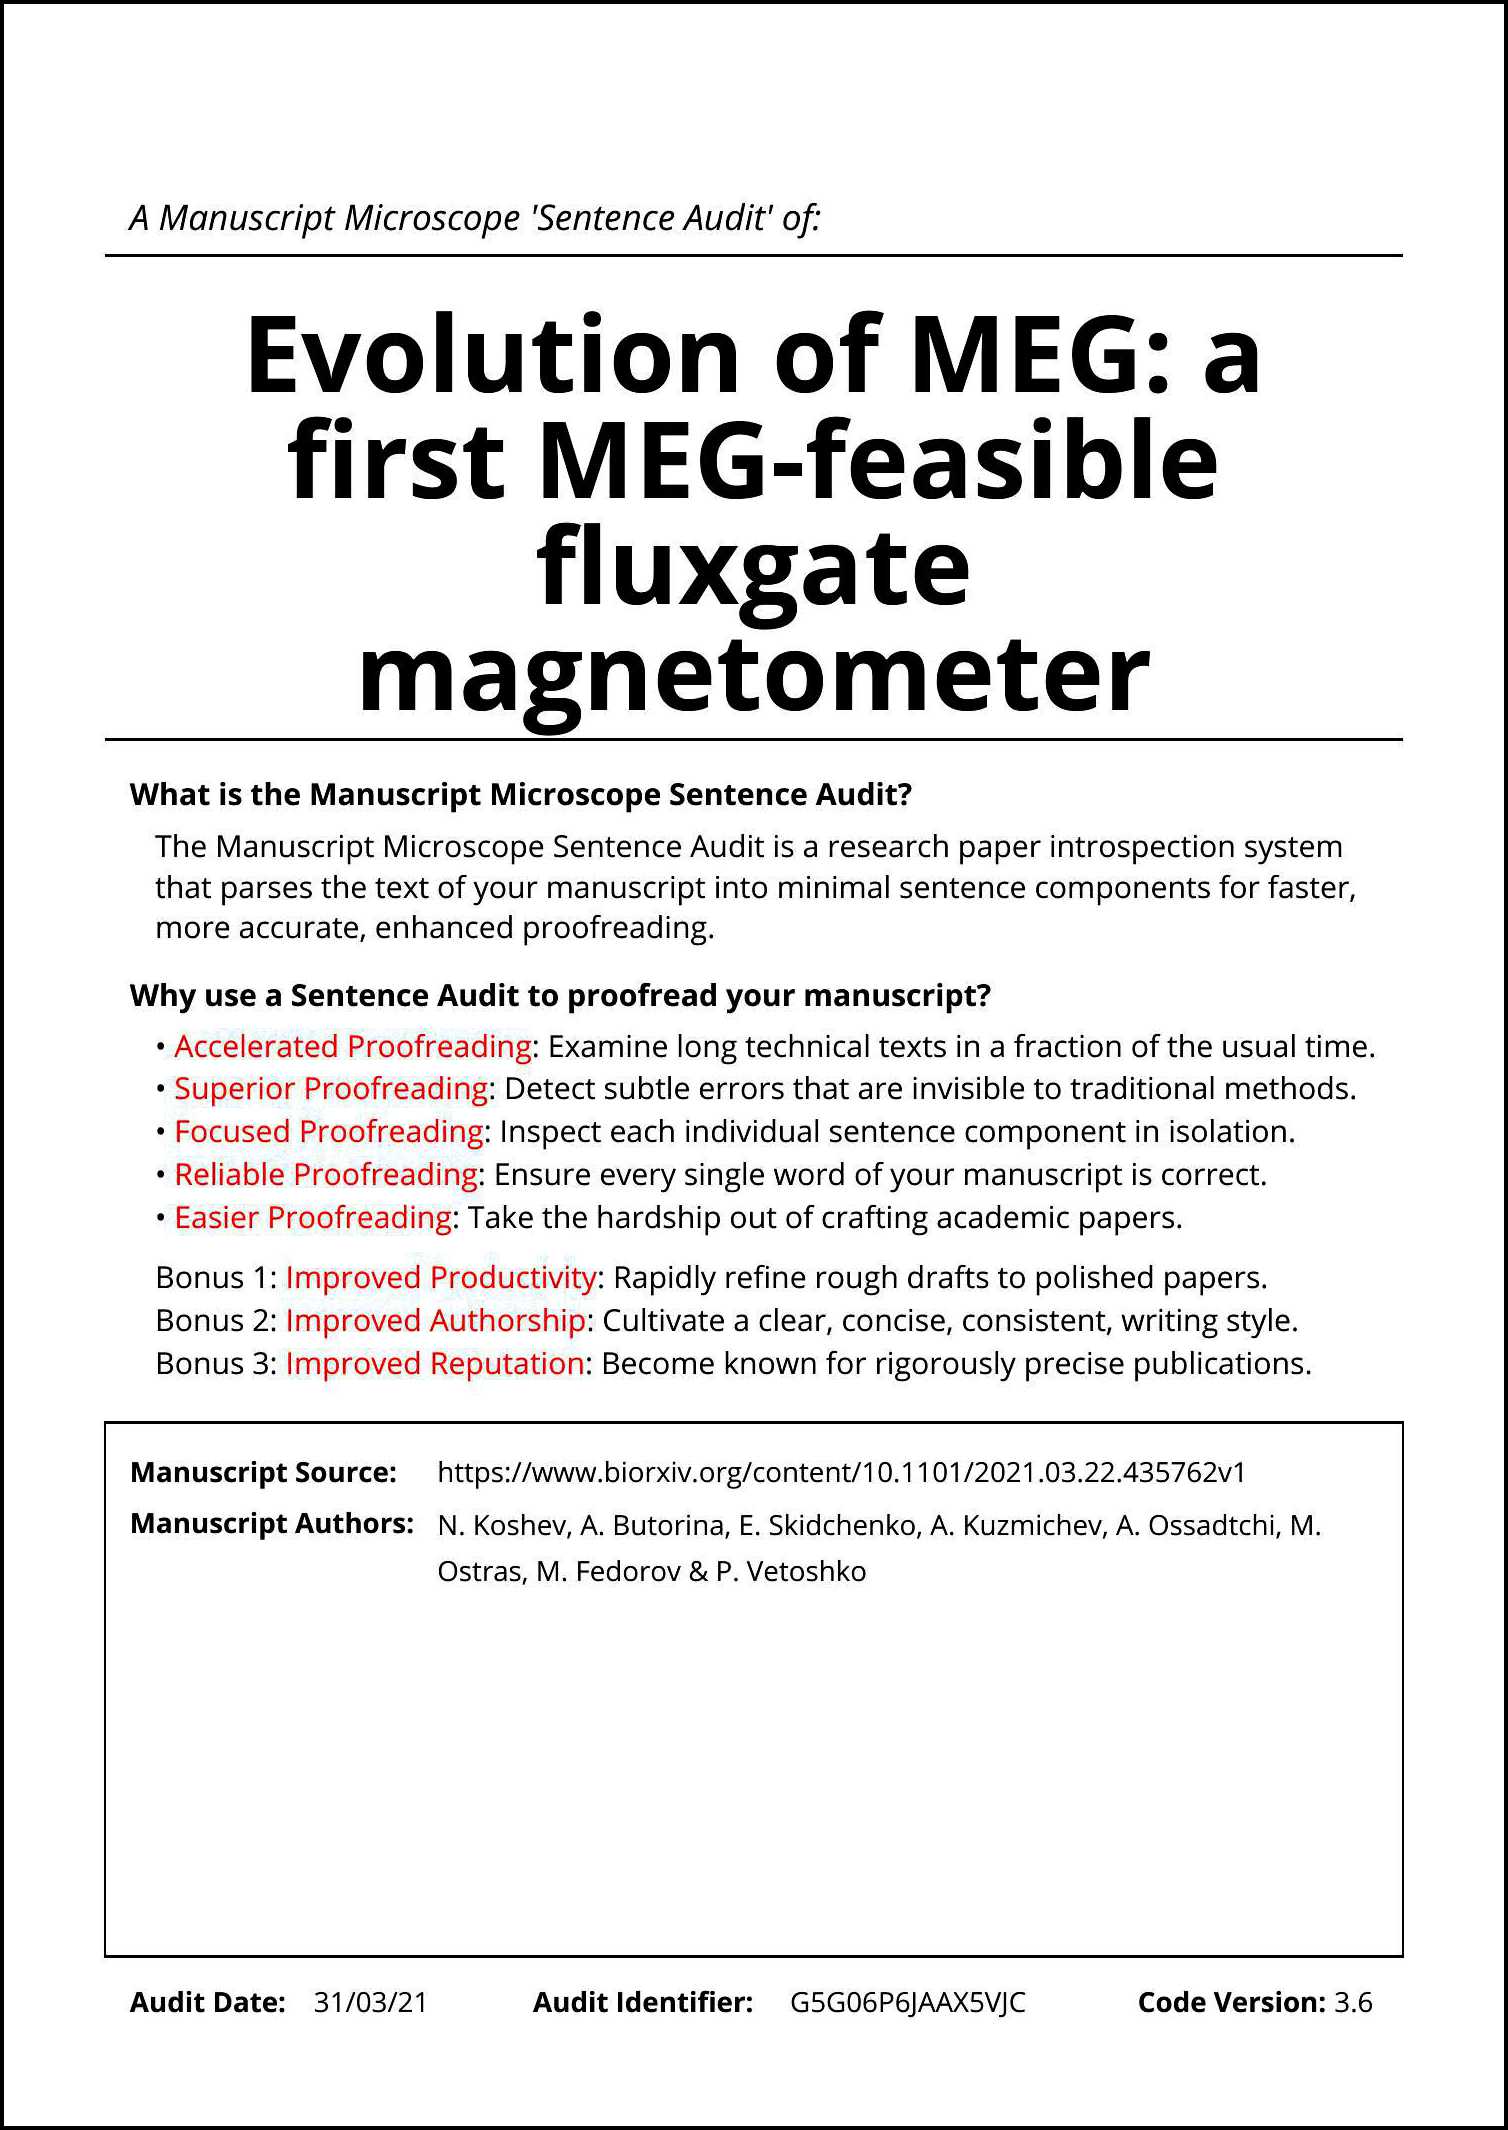 A Manuscript Microscope 'Sentence Audit' of:
Evolution of MEG: a
first MEG-feasible
fluxgate
magnetometer
What is the Manuscript Microscope Sentence Audit?
The Manuscript Microscope Sentence Audit is a research paper introspection system
that parses the text of your manuscript into minimal sentence components for faster,
more accurate, enhanced proofreading.
Why use a Sentence Audit to proofread your manuscript?
• Accelerated Proofreading: Examine long technical texts in a fraction of the usual time.
• Superior Proofreading: Detect subtle errors that are invisible to traditional methods.
• Focused Proofreading: Inspect each individual sentence component in isolation.
• Reliable Proofreading: Ensure every single word of your manuscript is correct.
• Easier Proofreading: Take the hardship out of crafting academic papers.
Bonus 1: Improved Productivity: Rapidly refine rough drafts to polished papers.
Bonus 2: Improved Authorship: Cultivate a clear, concise, consistent, writing style.
Bonus 3: Improved Reputation: Become known for rigorously precise publications.
Manuscript Source: https://www.biorxiv.org/content/10.1101/2021.03.22.435762v1
Manuscript Authors: N. Koshev, A. Butorina, E. Skidchenko, A. Kuzmichev, A. Ossadtchi, M.
Ostras, M. Fedorov & P. Vetoshko
Audit Date: 31/03/21 Audit Identifier: G5G06P6JAAX5VJC Code Version: 3.6